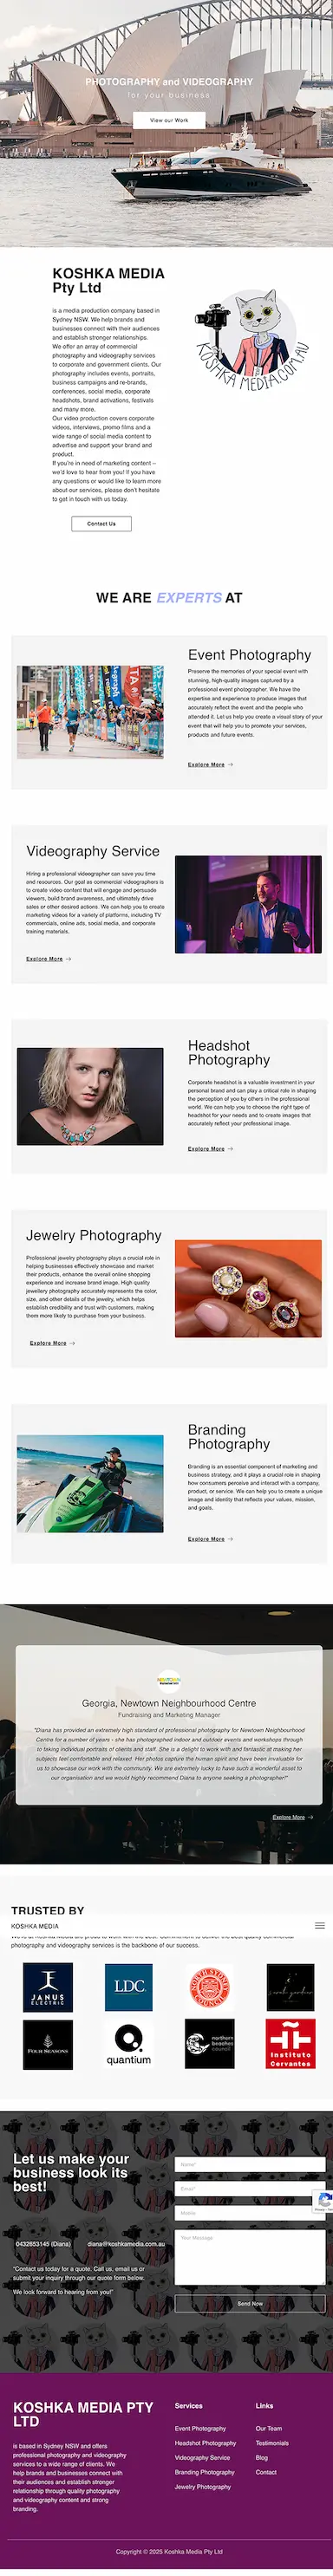 PHOTOGRAPHY and VIDEOGRAPHY
for your business
View our Work
KOSHKA MEDIA
Pty Ltd
is a media production company based in
Sydney NSW. We help brands and
businesses connect with their audiences
and establish stronger relationships.
We offer an array of commercial
photography and videography services
to corporate and government clients. Our
photography includes events, portraits,
business campaigns and re-brands,
conferences, social media, corporate
headshots, brand activations, festivals
and many more.
Our video production covers corporate
videos, interviews, promo films and a
wide range of social media content to
advertise and support your brand and
product.
If you're in need of marketing content –
we'd love to hear from you! If you have
any questions or would like to learn more
about our services, please don't hesitate
to get in touch with us today.
KOSHKA MEDIA.COM.AU
Contact Us
WE ARE EXPERTS AT
Event Photography
Preserve the memories of your special event with
stunning, high-quality images captured by a
professional event photographer. We have the
expertise and experience to produce images that
accurately reflect the event and the people who
attended it. Let us help you create a visual story of your
event that will help you to promote your services,
products and future events.
Explore More →
Videography Service
Hiring a professional videographer can save you time
and resources. Our goal as commercial videographers is
to create video content that will engage and persuade
viewers, build brand awareness, and ultimately drive
sales or other desired actions. We can help you to create
marketing videos for a variety of platforms, including TV
commercials, online ads, social media, and corporate
training materials.
Explore More →
Headshot
Photography
Corporate headshot is a valuable investment in your
personal brand and can play a critical role in shaping
the perception of you by others in the professional
world. We can help you to choose the right type of
headshot for your needs and to create images that
accurately reflect your professional image.
Explore More →
Jewelry Photography
Professional jewelry photography plays a crucial role in
helping businesses effectively showcase and market
their products, enhance the overall online shopping
experience and increase brand image. High quality
jewellery photography accurately represents the color,
size, and other details of the jewelry, which helps
establish credibility and trust with customers, making
them more likely to purchase from your business.
Explore More →
Branding
Photography
Branding is an essential component of marketing and
business strategy, and it plays a crucial role in shaping
how consumers perceive and interact with a company,
product, or service. We can help you to create a unique
image and identity that reflects your values, mission,
and goals.
Explore More →
Georgia, Newtown Neighbourhood Centre
Fundraising and Marketing Manager
"Diana has provided an extremely high standard of professional photography for Newtown Neighbourhood
Centre for a number of years - she has photographed indoor and outdoor events and workshops through
to taking individual portraits of clients and staff. She is a delight to work with and fantastic at making her
subjects feel comfortable and relaxed. Her photos capture the human spirit and have been invaluable for
us to showcase our work with the community. We are extremely lucky to have such a wonderful asset to
our organisation and we would highly recommend Diana to anyone seeking a photographer!"
Explore More →
TRUSTED BY
KOSHKA MEDIA
photography and videography services is the backbone of our success.
JANUS
ELECTRIC
LDC.
NORTH SYDNEY
COUNCIL
sarah gardner
FOUR SEASONS
quantium
northern
beaches
council
Instituto
Cervantes
Let us make your
business look its
best!
0432653145 (Diana)
diana@koshkamedia.com.au
"Contact us today for a quote. Call us, email us or
submit your inquiry through our quote form below.
We look forward to hearing from you!"
Name*
Email*
Mobile
Your Message
Send Now
KOSHKA MEDIA PTY
LTD
is based in Sydney NSW and offers
professional photography and videography
services to a wide range of clients. We
help brands and businesses connect with
their audiences and establish stronger
relationship through quality photography
and videography content and strong
branding.
Services
Event Photography
Headshot Photography
Videography Service
Branding Photography
Jewelry Photography
Links
Our Team
Testimonials
Blog
Contact
Copyright © 2025 Koshka Media Pty Ltd